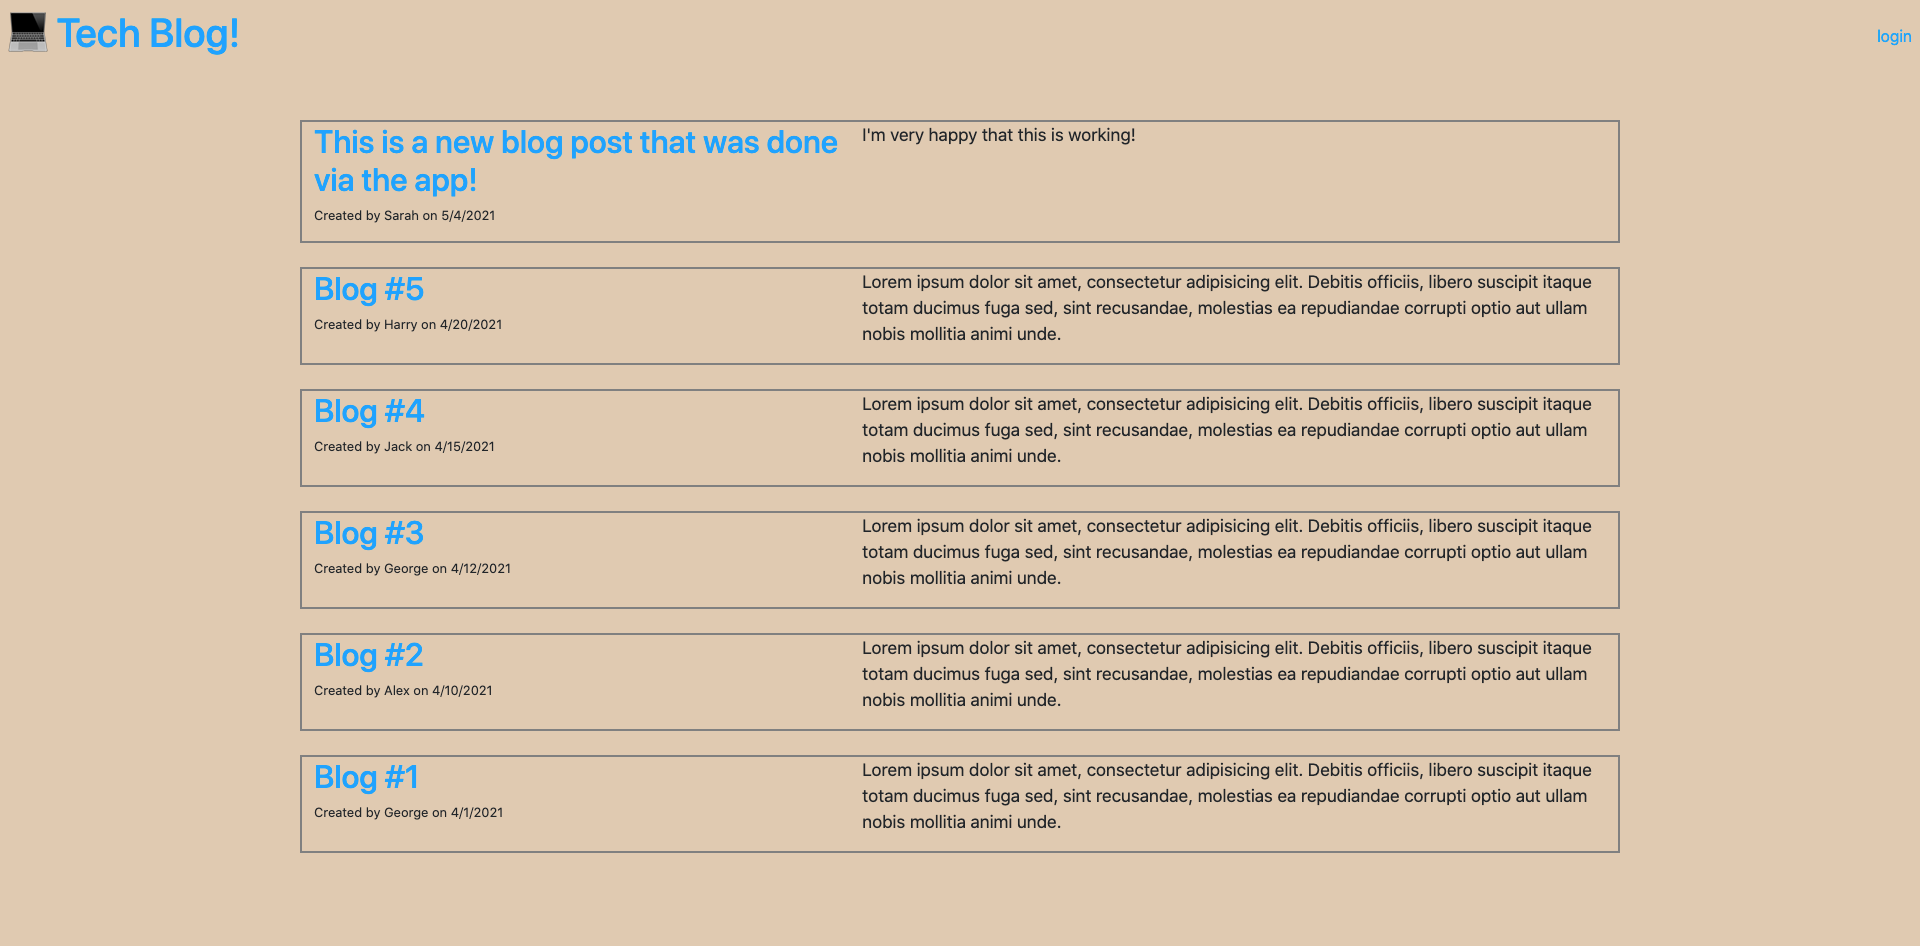 Tech Blog!
login
This is a new blog post that was done
via the app!
Created by Sarah on 5/4/2021
I'm very happy that this is working!
Blog #5
Created by Harry on 4/20/2021
Lorem ipsum dolor sit amet, consectetur adipisicing elit. Debitis officiis, libero suscipit itaque
totam ducimus fuga sed, sint recusandae, molestias ea repudiandae corrupti optio aut ullam
nobis mollitia animi unde.
Blog #4
Created by Jack on 4/15/2021
Lorem ipsum dolor sit amet, consectetur adipisicing elit. Debitis officiis, libero suscipit itaque
totam ducimus fuga sed, sint recusandae, molestias ea repudiandae corrupti optio aut ullam
nobis mollitia animi unde.
Blog #3
Created by George on 4/12/2021
Lorem ipsum dolor sit amet, consectetur adipisicing elit. Debitis officiis, libero suscipit itaque
totam ducimus fuga sed, sint recusandae, molestias ea repudiandae corrupti optio aut ullam
nobis mollitia animi unde.
Blog #2
Created by Alex on 4/10/2021
Lorem ipsum dolor sit amet, consectetur adipisicing elit. Debitis officiis, libero suscipit itaque
totam ducimus fuga sed, sint recusandae, molestias ea repudiandae corrupti optio aut ullam
nobis mollitia animi unde.
Blog #1
Created by George on 4/1/2021
Lorem ipsum dolor sit amet, consectetur adipisicing elit. Debitis officiis, libero suscipit itaque
totam ducimus fuga sed, sint recusandae, molestias ea repudiandae corrupti optio aut ullam
nobis mollitia animi unde.